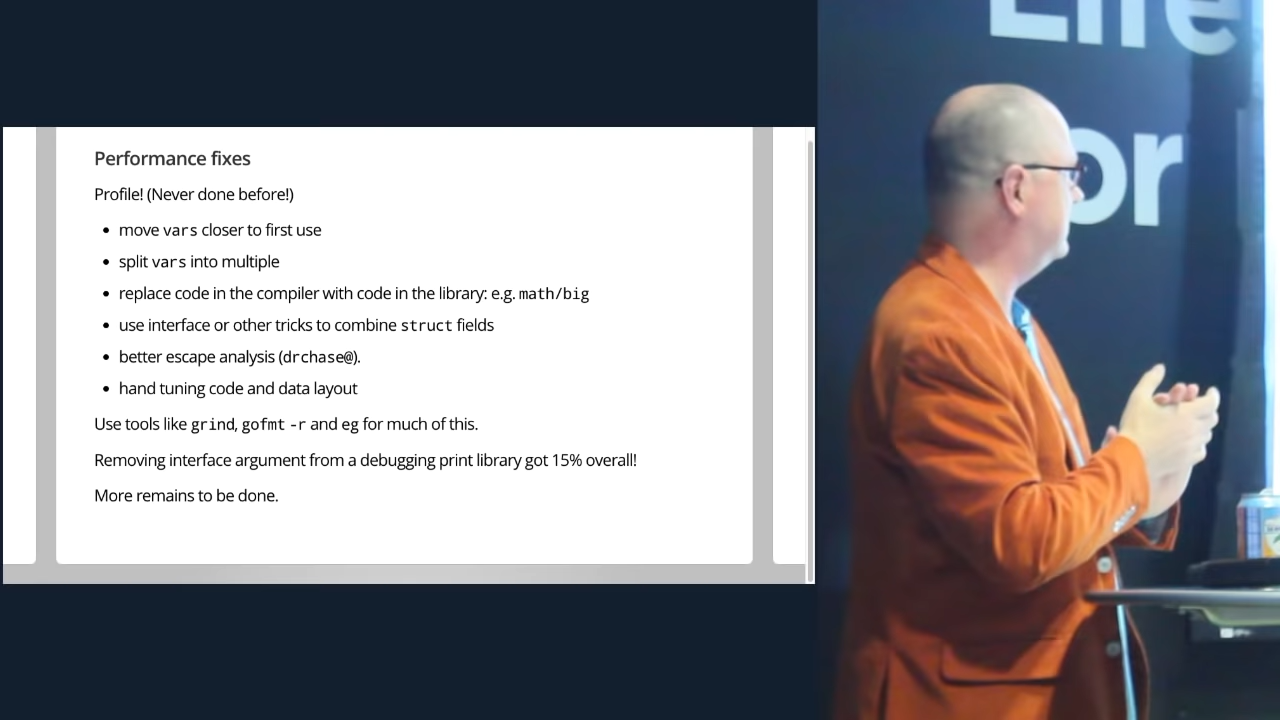 Performance fixes
Profile! (Never done before!)
• move vars closer to first use
• split vars into multiple
• replace code in the compiler with code in the library: e.g. math/big
• use interface or other tricks to combine struct fields
• better escape analysis (drchase@).
• hand tuning code and data layout
Use tools like grind, gofmt -r and eg for much of this.
Removing interface argument from a debugging print library got 15% overall!
More remains to be done.
Life
or